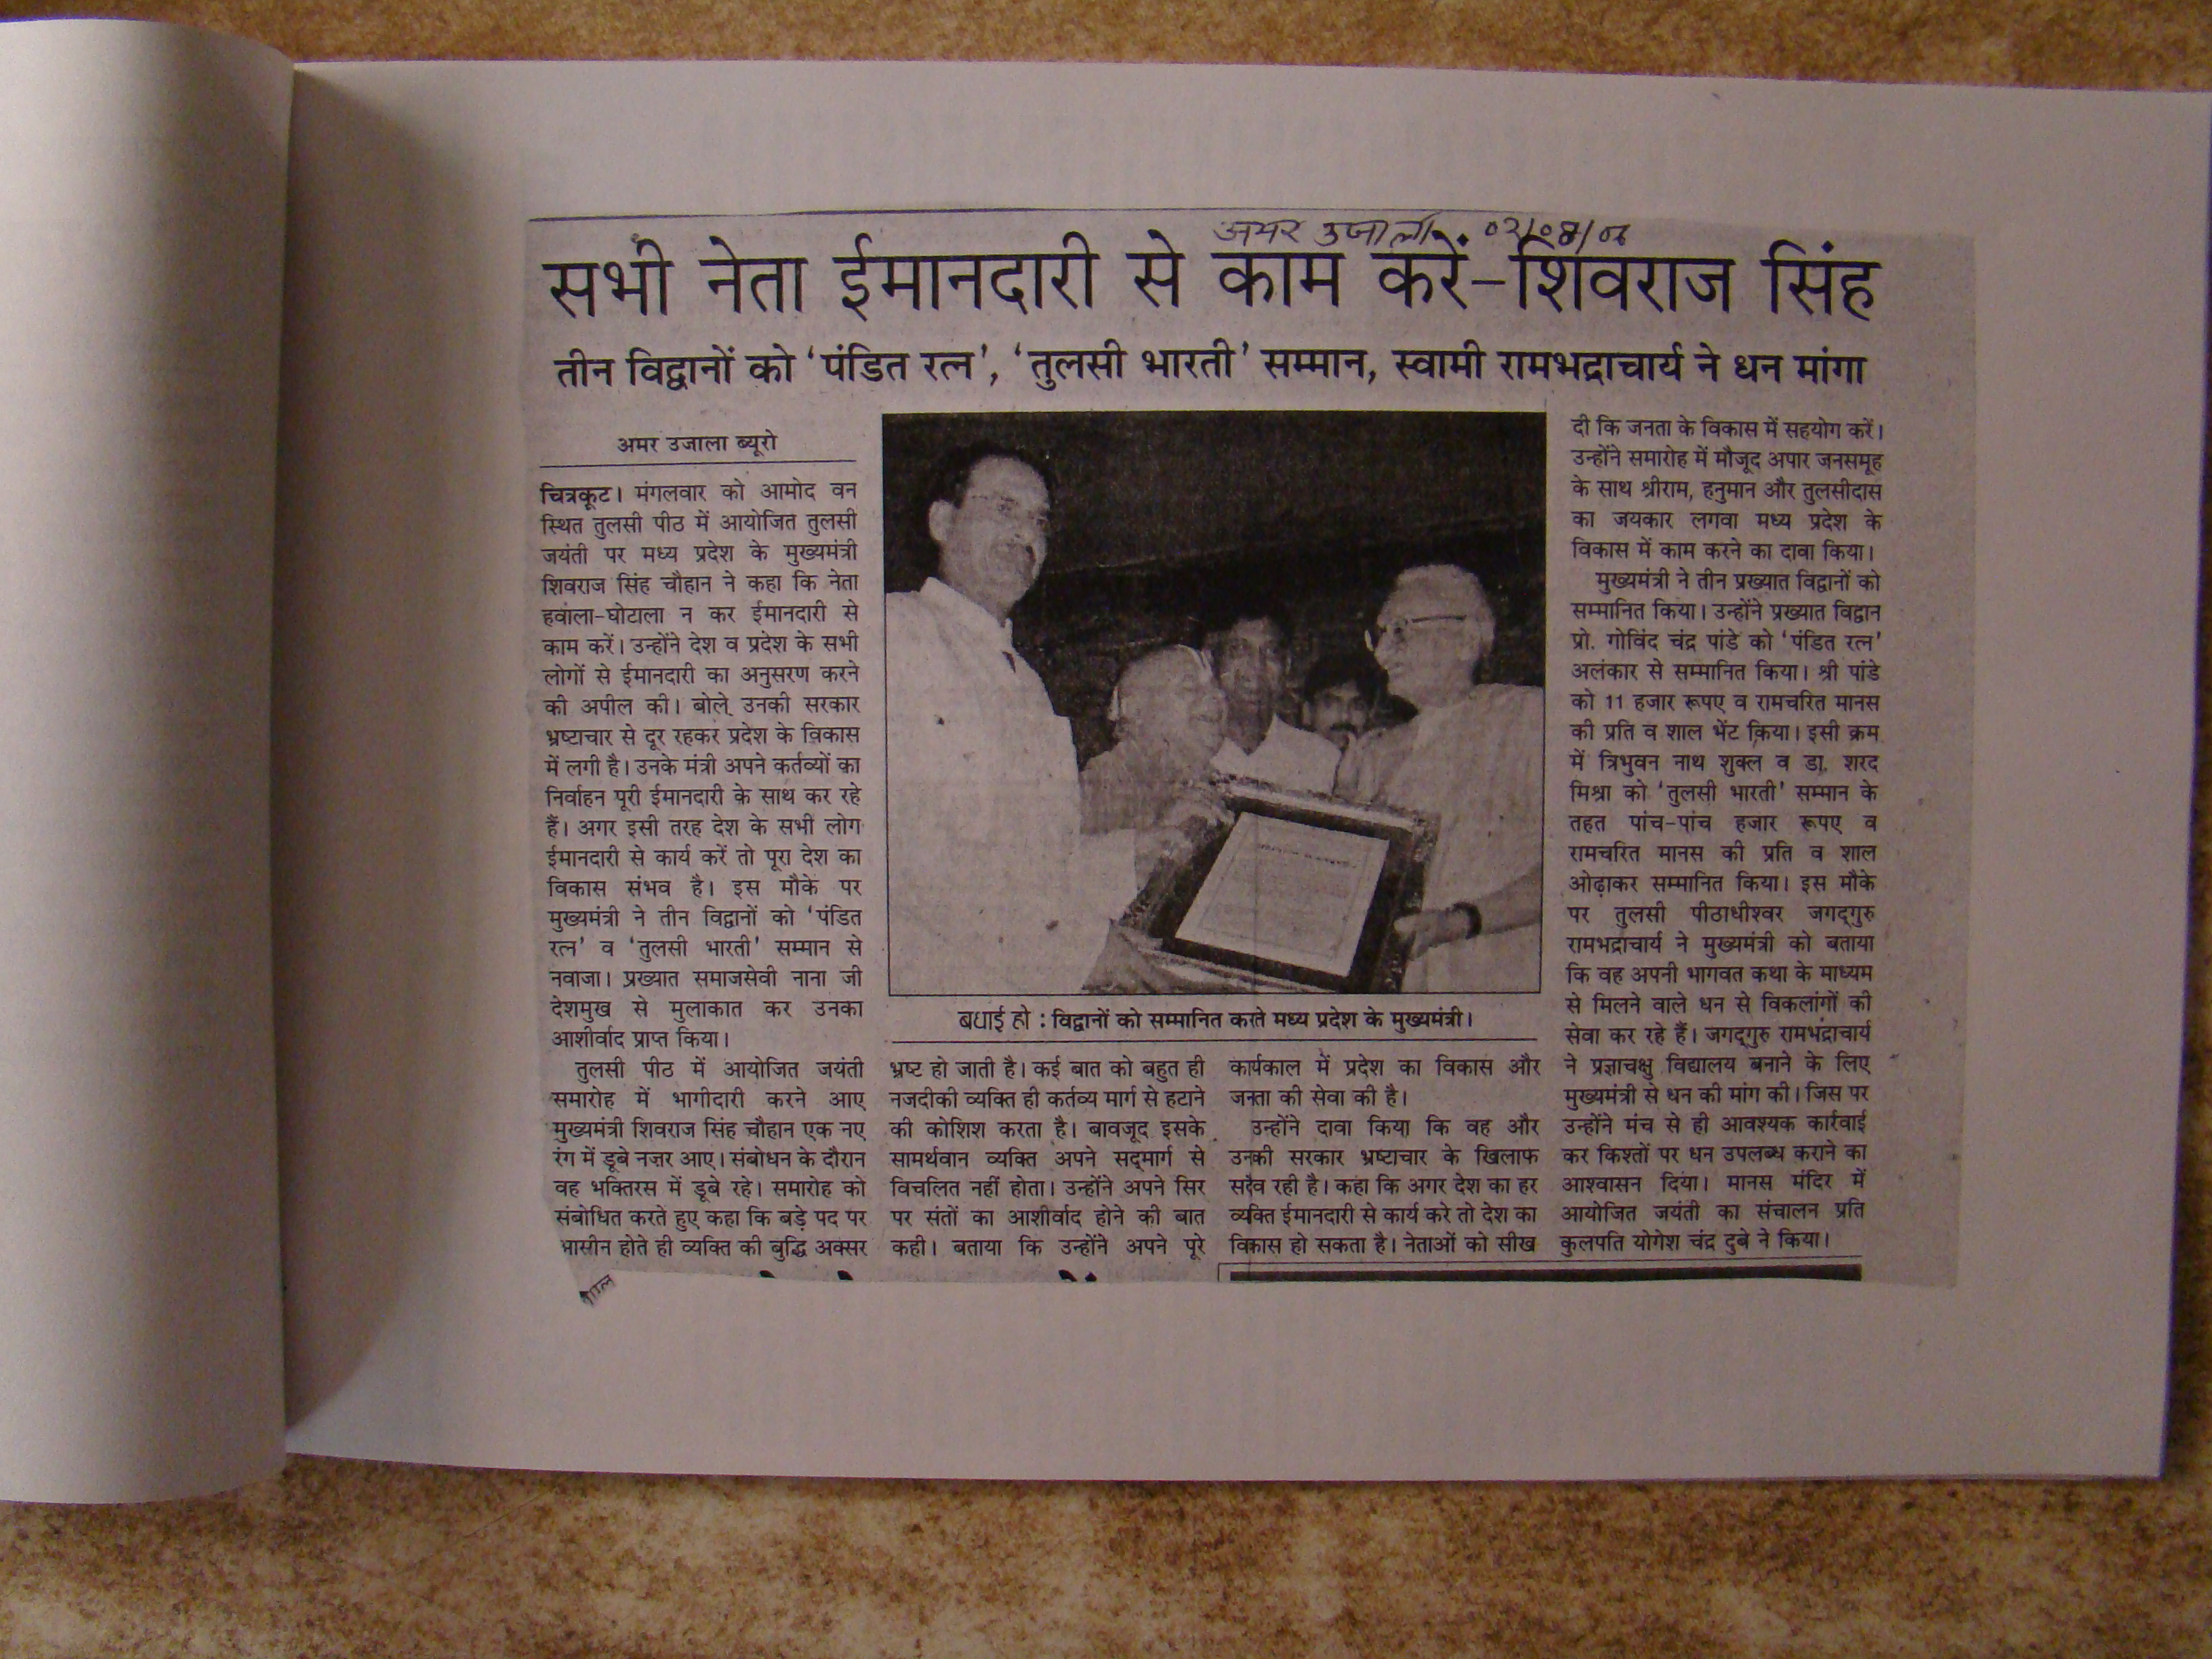 अमर उजाला 02/08/06
सभी नेता ईमानदारी से काम करें-शिवराज सिंह
तीन विद्वानों को ‘पंडित रत्न’, ‘तुलसी भारती’ सम्मान, स्वामी रामभद्राचार्य ने धन मांगा
अमर उजाला ब्यूरो
चित्रकूट। मंगलवार को आमोद वन
स्थित तुलसी पीठ में आयोजित तुलसी
जयंती पर मध्य प्रदेश के मुख्यमंत्री
शिवराज सिंह चौहान ने कहा कि नेता
हवाला-घोटाला न कर ईमानदारी से
काम करें। उन्होंने देश व प्रदेश के सभी
लोगों से ईमानदारी का अनुसरण करने
की अपील की। बोले, उनकी सरकार
भ्रष्टाचार से दूर रहकर प्रदेश के विकास
में लगी है। उनके मंत्री अपने कर्तव्यों का
निर्वाहन पूरी ईमानदारी के साथ कर रहे
हैं। अगर इसी तरह देश के सभी लोग
ईमानदारी से कार्य करें तो पूरा देश का
विकास संभव है। इस मौके पर
मुख्यमंत्री ने तीन विद्वानों को ‘पंडित
रत्न’ व ‘तुलसी भारती’ सम्मान से
नवाजा। प्रख्यात समाजसेवी नाना जी
देशमुख से मुलाकात कर उनका
आशीर्वाद प्राप्त किया।
तुलसी पीठ में आयोजित जयंती
समारोह में भागीदारी करने आए
मुख्यमंत्री शिवराज सिंह चौहान एक नए
रंग में डूबे नजर आए। संबोधन के दौरान
वह भक्तिरस में डूबे रहे। समारोह को
संबोधित करते हुए कहा कि बड़े पद पर
आसीन होते ही व्यक्ति की बुद्धि अक्सर
बधाई हो : विद्वानों को सम्मानित करते मध्य प्रदेश के मुख्यमंत्री।
भ्रष्ट हो जाती है। कई बात को बहुत ही
नजदीकी व्यक्ति ही कर्तव्य मार्ग से हटाने
की कोशिश करता है। बावजूद इसके
सामर्थवान व्यक्ति अपने सद्मार्ग से
विचलित नहीं होता। उन्होंने अपने सिर
पर संतों का आशीर्वाद होने की बात
कही। बताया कि उन्होंने अपने पूरे
कार्यकाल में प्रदेश का विकास और
जनता की सेवा की है।
उन्होंने दावा किया कि वह और
उनकी सरकार भ्रष्टाचार के खिलाफ
सदैव रही है। कहा कि अगर देश का हर
व्यक्ति ईमानदारी से कार्य करे तो देश का
विकास हो सकता है। नेताओं को सीख
दी कि जनता के विकास में सहयोग करें।
उन्होंने समारोह में मौजूद अपार जनसमूह
के साथ श्रीराम, हनुमान और तुलसीदास
का जयकार लगवा मध्य प्रदेश के
विकास में काम करने का दावा किया।
मुख्यमंत्री ने तीन प्रख्यात विद्वानों को
सम्मानित किया। उन्होंने प्रख्यात विद्वान
प्रो. गोविंद चंद्र पांडे को ‘पंडित रत्न’
अलंकार से सम्मानित किया। श्री पांडे
को 11 हजार रूपए व रामचरित मानस
की प्रति व शाल भेंट किया। इसी क्रम
में त्रिभुवन नाथ शुक्ल व डा. शरद
मिश्रा को ‘तुलसी भारती’ सम्मान के
तहत पांच-पांच हजार रूपए व
रामचरित मानस की प्रति व शाल
ओढ़ाकर सम्मानित किया। इस मौके
पर तुलसी पीठाधीश्वर जगद्गुरु
रामभद्राचार्य ने मुख्यमंत्री को बताया
कि वह अपनी भागवत कथा के माध्यम
से मिलने वाले धन से विकलांगों की
सेवा कर रहे हैं। जगद्गुरु रामभद्राचार्य
ने प्रज्ञाचक्षु विद्यालय बनाने के लिए
मुख्यमंत्री से धन की मांग की। जिस पर
उन्होंने मंच से ही आवश्यक कार्रवाई
कर किश्तों पर धन उपलब्ध कराने का
आश्वासन दिया। मानस मंदिर में
आयोजित जयंती का संचालन प्रति
कुलपति योगेश चंद्र दुबे ने किया।